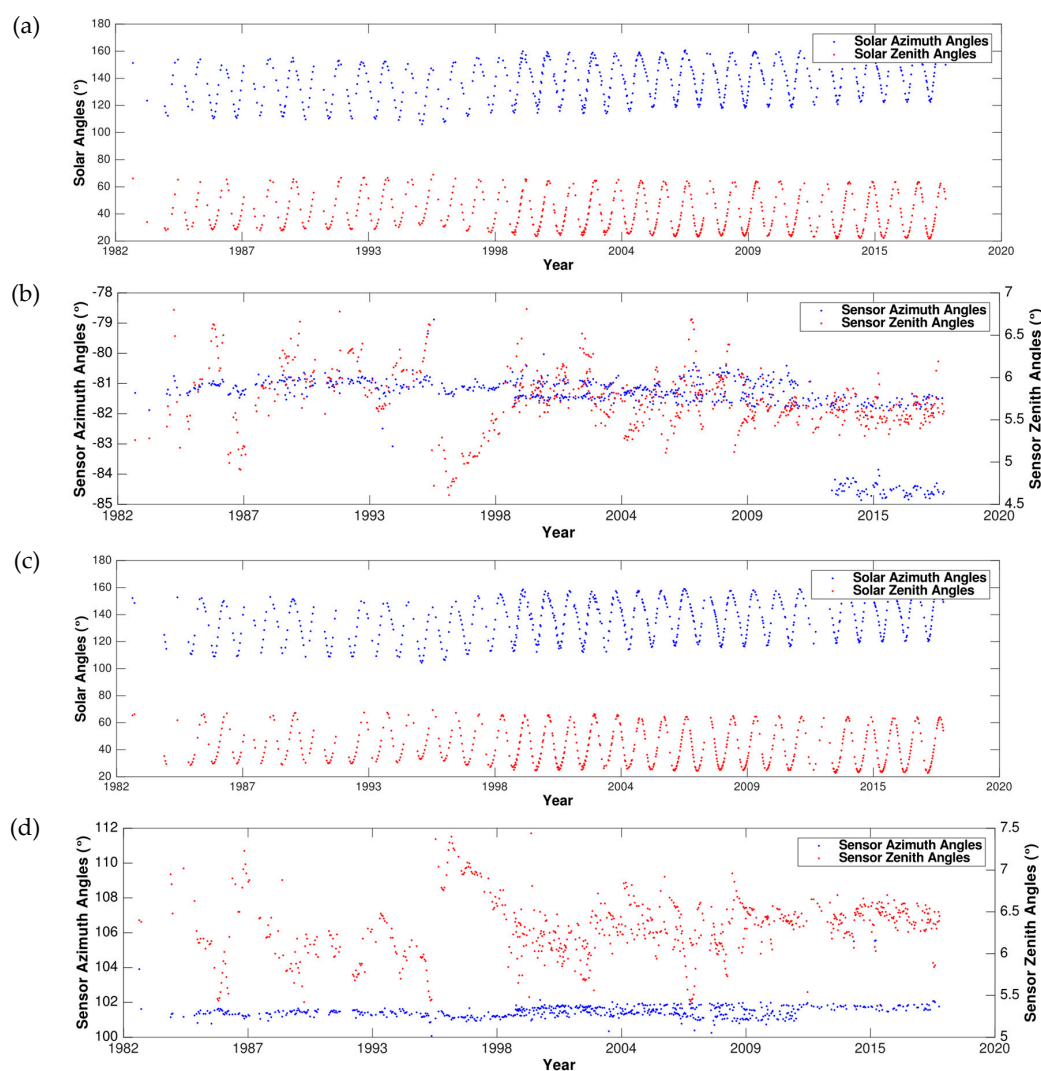 (a)
180
160
140
120
100
80
60
40
20
Solar Angles (°)
Solar Azimuth Angles
Solar Zenith Angles
1982 1987 1993 1998 2004 2009 2015 2020
Year
(b)
-78
-79
-80
-81
-82
-83
-84
-85
Sensor Azimuth Angles (°)
Sensor Azimuth Angles
Sensor Zenith Angles
7
6.5
6
5.5
5
4.5
Sensor Zenith Angles (°)
1982 1987 1993 1998 2004 2009 2015 2020
Year
(c)
180
160
140
120
100
80
60
40
20
Solar Angles (°)
Solar Azimuth Angles
Solar Zenith Angles
1982 1987 1993 1998 2004 2009 2015 2020
Year
(d)
112
110
108
106
104
102
100
Sensor Azimuth Angles (°)
Sensor Azimuth Angles
Sensor Zenith Angles
7.5
7
6.5
6
5.5
5
Sensor Zenith Angles (°)
1982 1987 1993 1998 2004 2009 2015 2020
Year